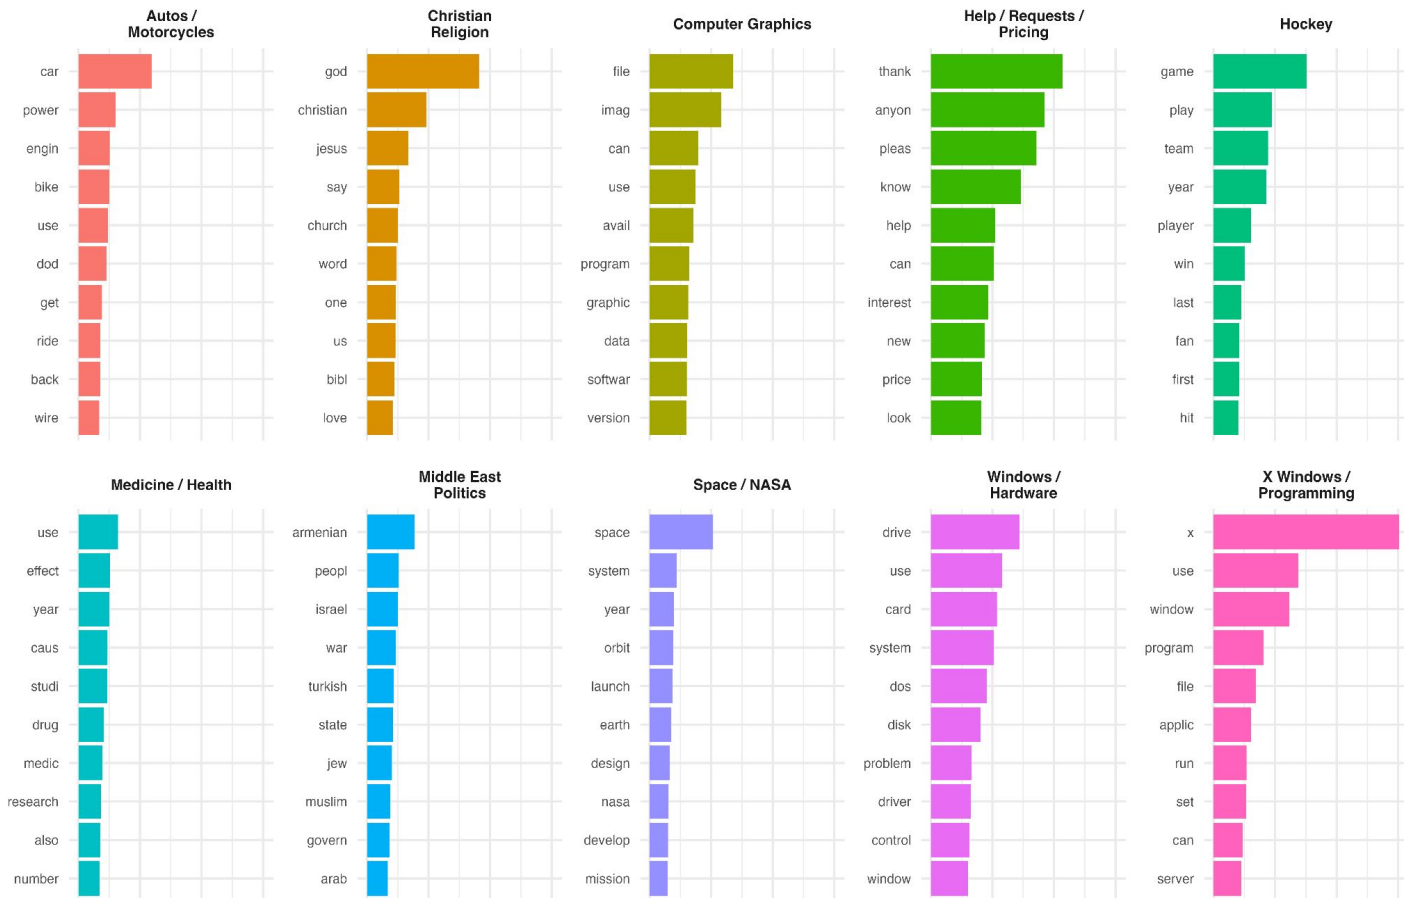 Autos /
Motorcycles
car
power
engin
bike
use
dod
get
ride
back
wire
Christian
Religion
god
christian
jesus
say
church
word
one
us
bibl
love
Computer Graphics
file
imag
can
use
avail
program
graphic
data
softwar
version
Help / Requests /
Pricing
thank
anyon
pleas
know
help
can
interest
new
price
look
Hockey
game
play
team
year
player
win
last
fan
first
hit
Medicine / Health
use
effect
year
caus
studi
drug
medic
research
also
number
Middle East
Politics
armenian
peopl
israel
war
turkish
state
jew
muslim
govern
arab
Space / NASA
space
system
year
orbit
launch
earth
design
nasa
develop
mission
Windows /
Hardware
drive
use
card
system
dos
disk
problem
driver
control
window
X Windows /
Programming
x
use
window
program
file
applic
run
set
can
server